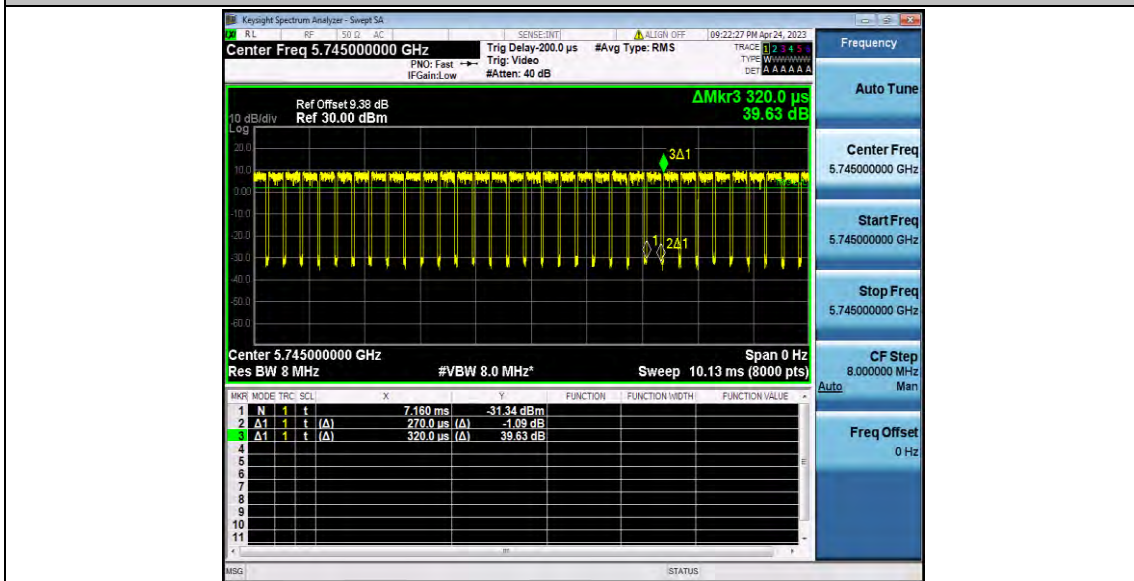 Keysight Spectrum Analyzer - Swept SA
RL RF 50 Ω AC SENSE:INT ALIGN OFF 09:22:27 PM Apr 24, 2023
Center Freq 5.745000000 GHz
PNO: Fast
IFGain:Low
Trig Delay-200.0 µs
Trig: Video
#Atten: 40 dB
#Avg Type: RMS
TRACE 1 2 3 4 5 6
TYPE WWWWWW
DET A A A A A A
ΔMkr3 320.0 µs
39.63 dB
Ref Offset 9.38 dB
Ref 30.00 dBm
10 dB/div
Log
20.0
10.0
0.00
-10.0
-20.0
-30.0
-40.0
-50.0
-60.0
3Δ1
1
2Δ1
Center 5.745000000 GHz Span 0 Hz
Res BW 8 MHz #VBW 8.0 MHz* Sweep 10.13 ms (8000 pts)
MKR MODE TRC SCL X Y FUNCTION FUNCTION WIDTH FUNCTION VALUE
1 N 1 t 7.160 ms -31.34 dBm
2 Δ1 1 t (Δ) 270.0 µs (Δ) -1.09 dB
3 Δ1 1 t (Δ) 320.0 µs (Δ) 39.63 dB
4
5
6
7
8
9
10
11
MSG STATUS
Frequency
Auto Tune
Center Freq
5.745000000 GHz
Start Freq
5.745000000 GHz
Stop Freq
5.745000000 GHz
CF Step
8.000000 MHz
Auto Man
Freq Offset
0 Hz